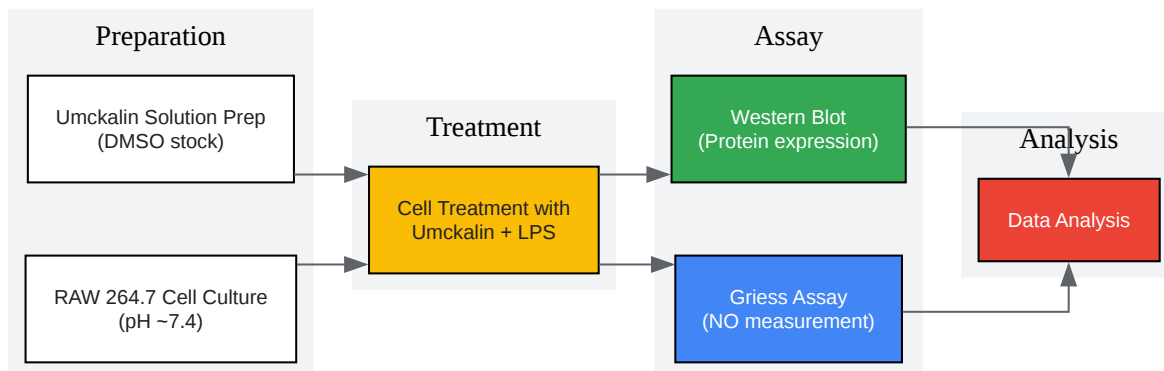 Preparation
Umckalin Solution Prep
(DMSO stock)
RAW 264.7 Cell Culture
(pH ~7.4)
Treatment
Cell Treatment with
Umckalin + LPS
Assay
Western Blot
(Protein expression)
Griess Assay
(NO measurement)
Analysis
Data Analysis